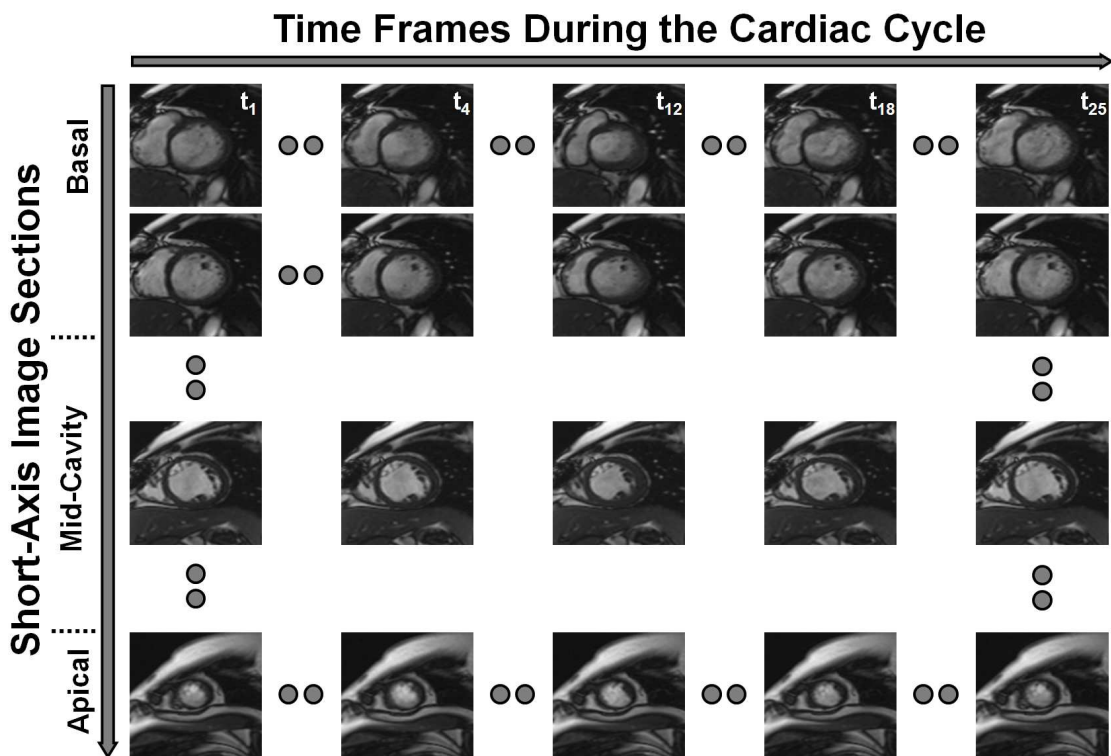 Time Frames During the Cardiac Cycle
t1
t4
t12
t18
t25
Short-Axis Image Sections
Basal
Mid-Cavity
Apical